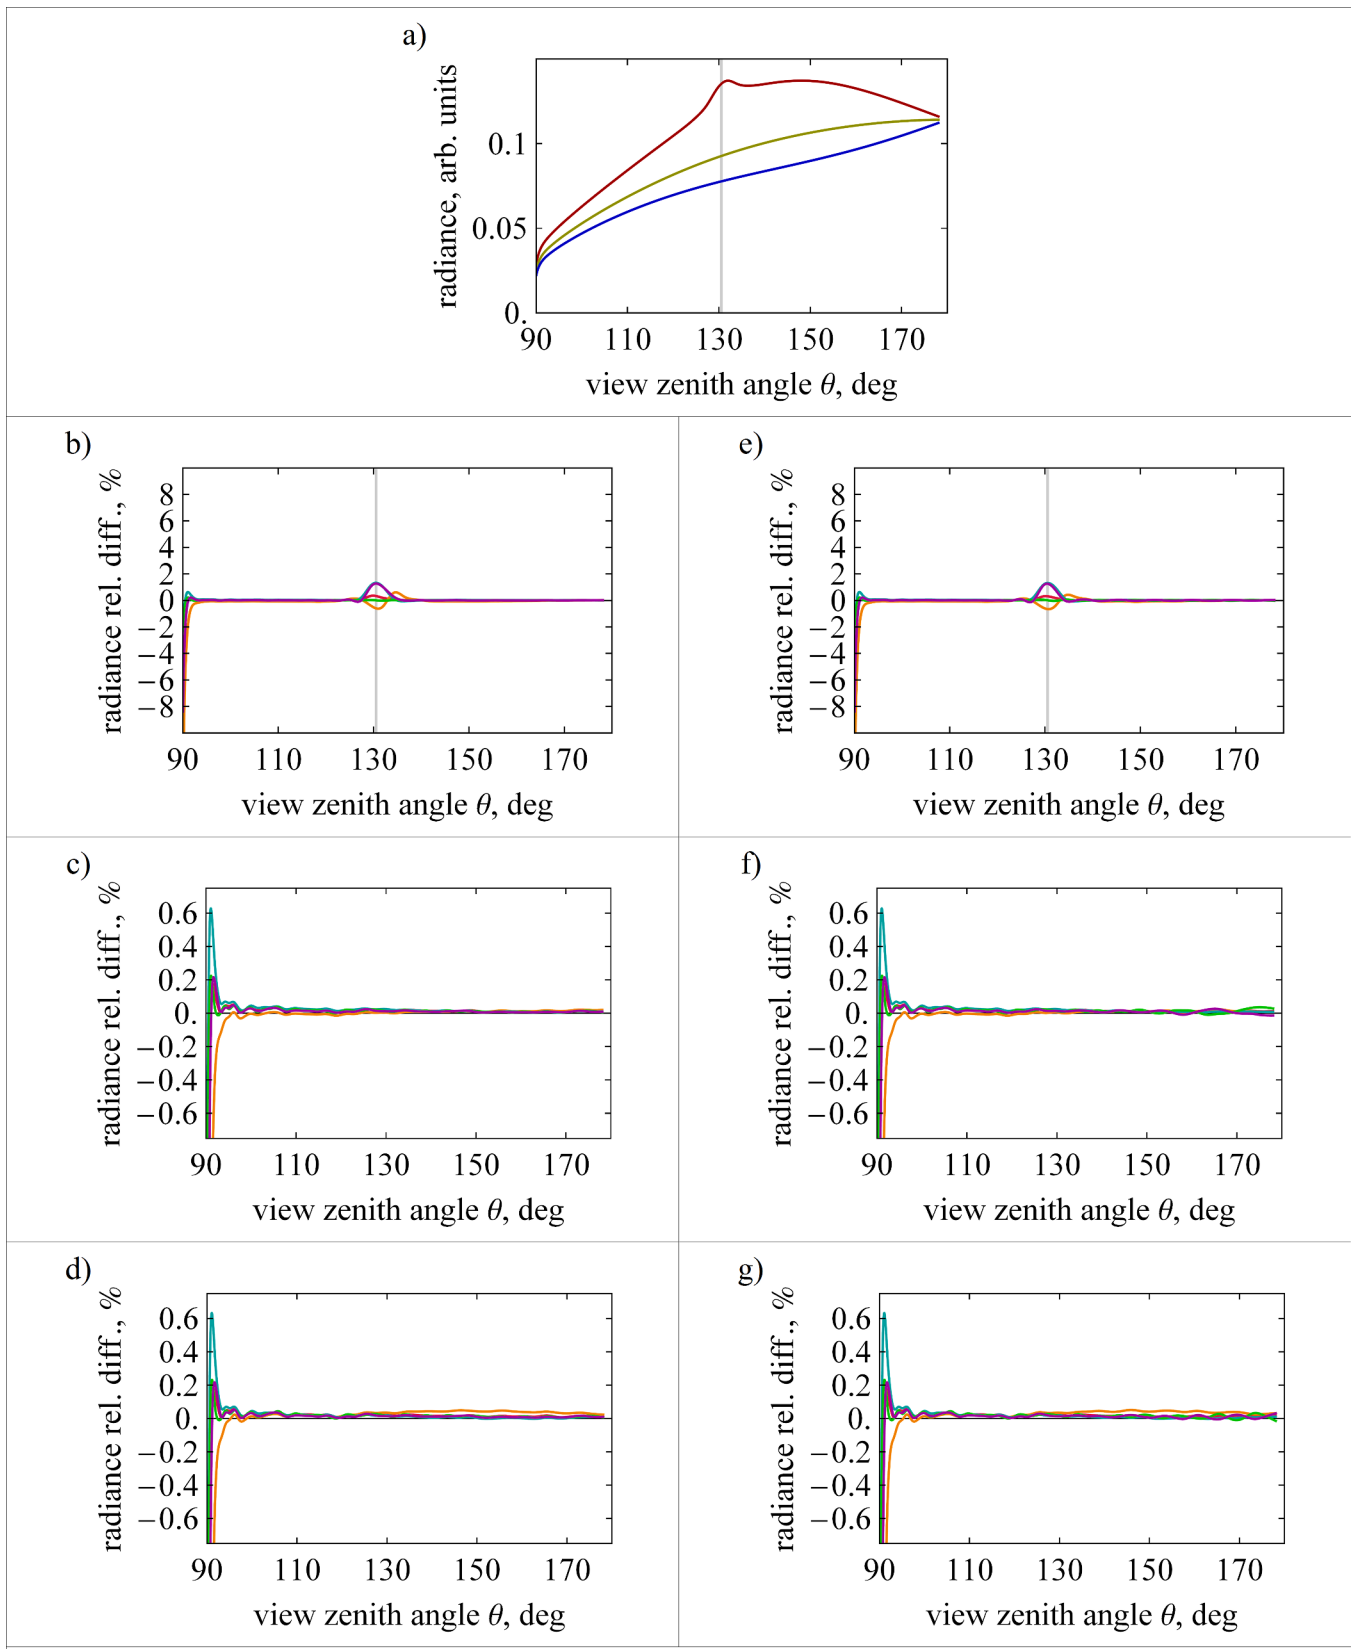 a)
radiance, arb. units
0.1
0.05
0.
90 110 130 150 170
view zenith angle θ, deg
b)
radiance rel. diff., %
8
6
4
2
0
−2
−4
−6
−8
90 110 130 150 170
view zenith angle θ, deg
e)
radiance rel. diff., %
8
6
4
2
0
−2
−4
−6
−8
90 110 130 150 170
view zenith angle θ, deg
c)
radiance rel. diff., %
0.6
0.4
0.2
0.
−0.2
−0.4
−0.6
90 110 130 150 170
view zenith angle θ, deg
f)
radiance rel. diff., %
0.6
0.4
0.2
0.
−0.2
−0.4
−0.6
90 110 130 150 170
view zenith angle θ, deg
d)
radiance rel. diff., %
0.6
0.4
0.2
0.
−0.2
−0.4
−0.6
90 110 130 150 170
view zenith angle θ, deg
g)
radiance rel. diff., %
0.6
0.4
0.2
0.
−0.2
−0.4
−0.6
90 110 130 150 170
view zenith angle θ, deg